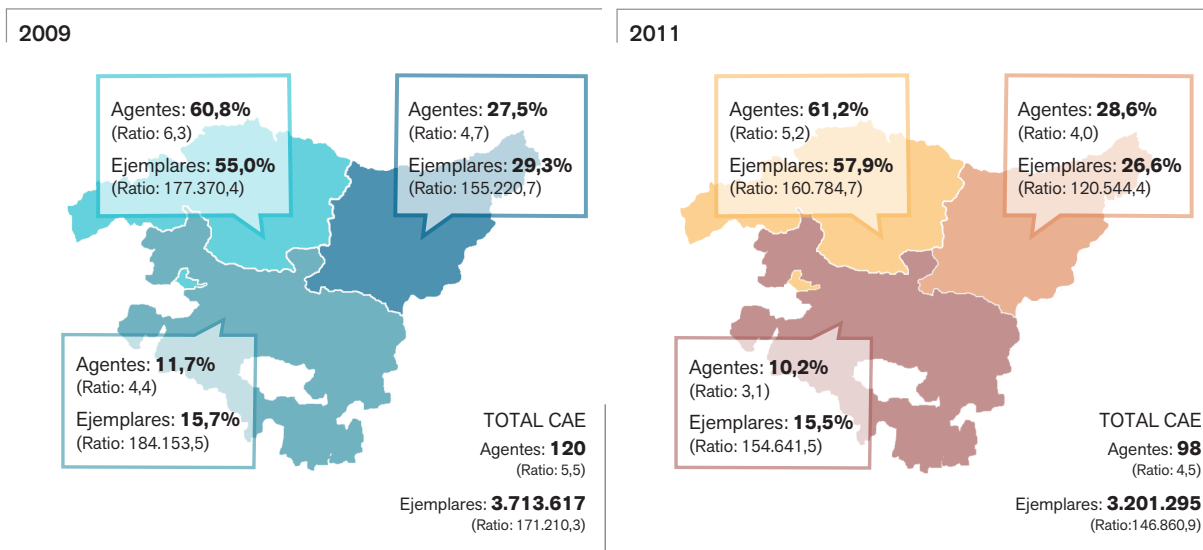 2009
Agentes: 60,8%
(Ratio: 6,3)
Ejemplares: 55,0%
(Ratio: 177.370,4)
Agentes: 27,5%
(Ratio: 4,7)
Ejemplares: 29,3%
(Ratio: 155.220,7)
Agentes: 11,7%
(Ratio: 4,4)
Ejemplares: 15,7%
(Ratio: 184.153,5)
TOTAL CAE
Agentes: 120
(Ratio: 5,5)
Ejemplares: 3.713.617
(Ratio: 171.210,3)
2011
Agentes: 61,2%
(Ratio: 5,2)
Ejemplares: 57,9%
(Ratio: 160.784,7)
Agentes: 28,6%
(Ratio: 4,0)
Ejemplares: 26,6%
(Ratio: 120.544,4)
Agentes: 10,2%
(Ratio: 3,1)
Ejemplares: 15,5%
(Ratio: 154.641,5)
TOTAL CAE
Agentes: 98
(Ratio: 4,5)
Ejemplares: 3.201.295
(Ratio:146.860,9)